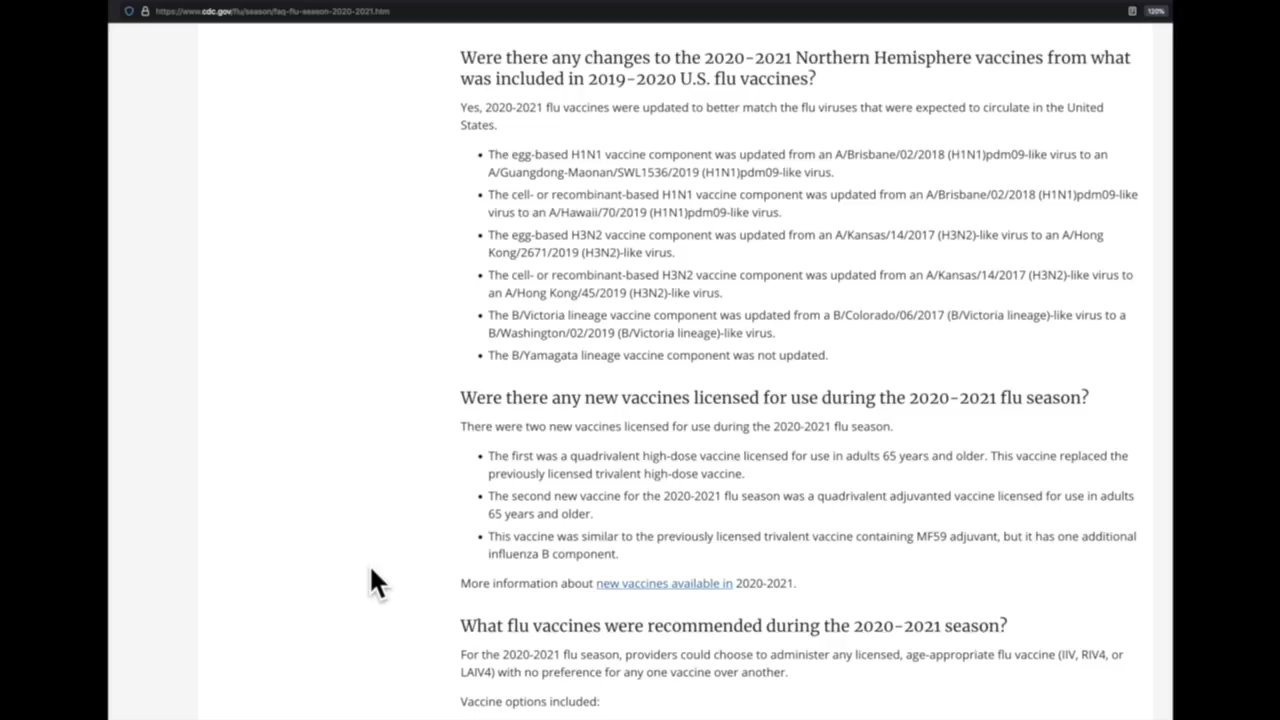 https://www.cdc.gov/flu/season/faq-flu-season-2020-2021.htm
120%
Were there any changes to the 2020-2021 Northern Hemisphere vaccines from what
was included in 2019-2020 U.S. flu vaccines?
Yes, 2020-2021 flu vaccines were updated to better match the flu viruses that were expected to circulate in the United
States.
• The egg-based H1N1 vaccine component was updated from an A/Brisbane/02/2018 (H1N1)pdm09-like virus to an
A/Guangdong-Maonan/SWL1536/2019 (H1N1)pdm09-like virus.
• The cell- or recombinant-based H1N1 vaccine component was updated from an A/Brisbane/02/2018 (H1N1)pdm09-like
virus to an A/Hawaii/70/2019 (H1N1)pdm09-like virus.
• The egg-based H3N2 vaccine component was updated from an A/Kansas/14/2017 (H3N2)-like virus to an A/Hong
Kong/2671/2019 (H3N2)-like virus.
• The cell- or recombinant-based H3N2 vaccine component was updated from an A/Kansas/14/2017 (H3N2)-like virus to
an A/Hong Kong/45/2019 (H3N2)-like virus.
• The B/Victoria lineage vaccine component was updated from a B/Colorado/06/2017 (B/Victoria lineage)-like virus to a
B/Washington/02/2019 (B/Victoria lineage)-like virus.
• The B/Yamagata lineage vaccine component was not updated.
Were there any new vaccines licensed for use during the 2020-2021 flu season?
There were two new vaccines licensed for use during the 2020-2021 flu season.
• The first was a quadrivalent high-dose vaccine licensed for use in adults 65 years and older. This vaccine replaced the
previously licensed trivalent high-dose vaccine.
• The second new vaccine for the 2020-2021 flu season was a quadrivalent adjuvanted vaccine licensed for use in adults
65 years and older.
• This vaccine was similar to the previously licensed trivalent vaccine containing MF59 adjuvant, but it has one additional
influenza B component.
More information about new vaccines available in 2020-2021.
What flu vaccines were recommended during the 2020-2021 season?
For the 2020-2021 flu season, providers could choose to administer any licensed, age-appropriate flu vaccine (IIV, RIV4, or
LAIV4) with no preference for any one vaccine over another.
Vaccine options included: